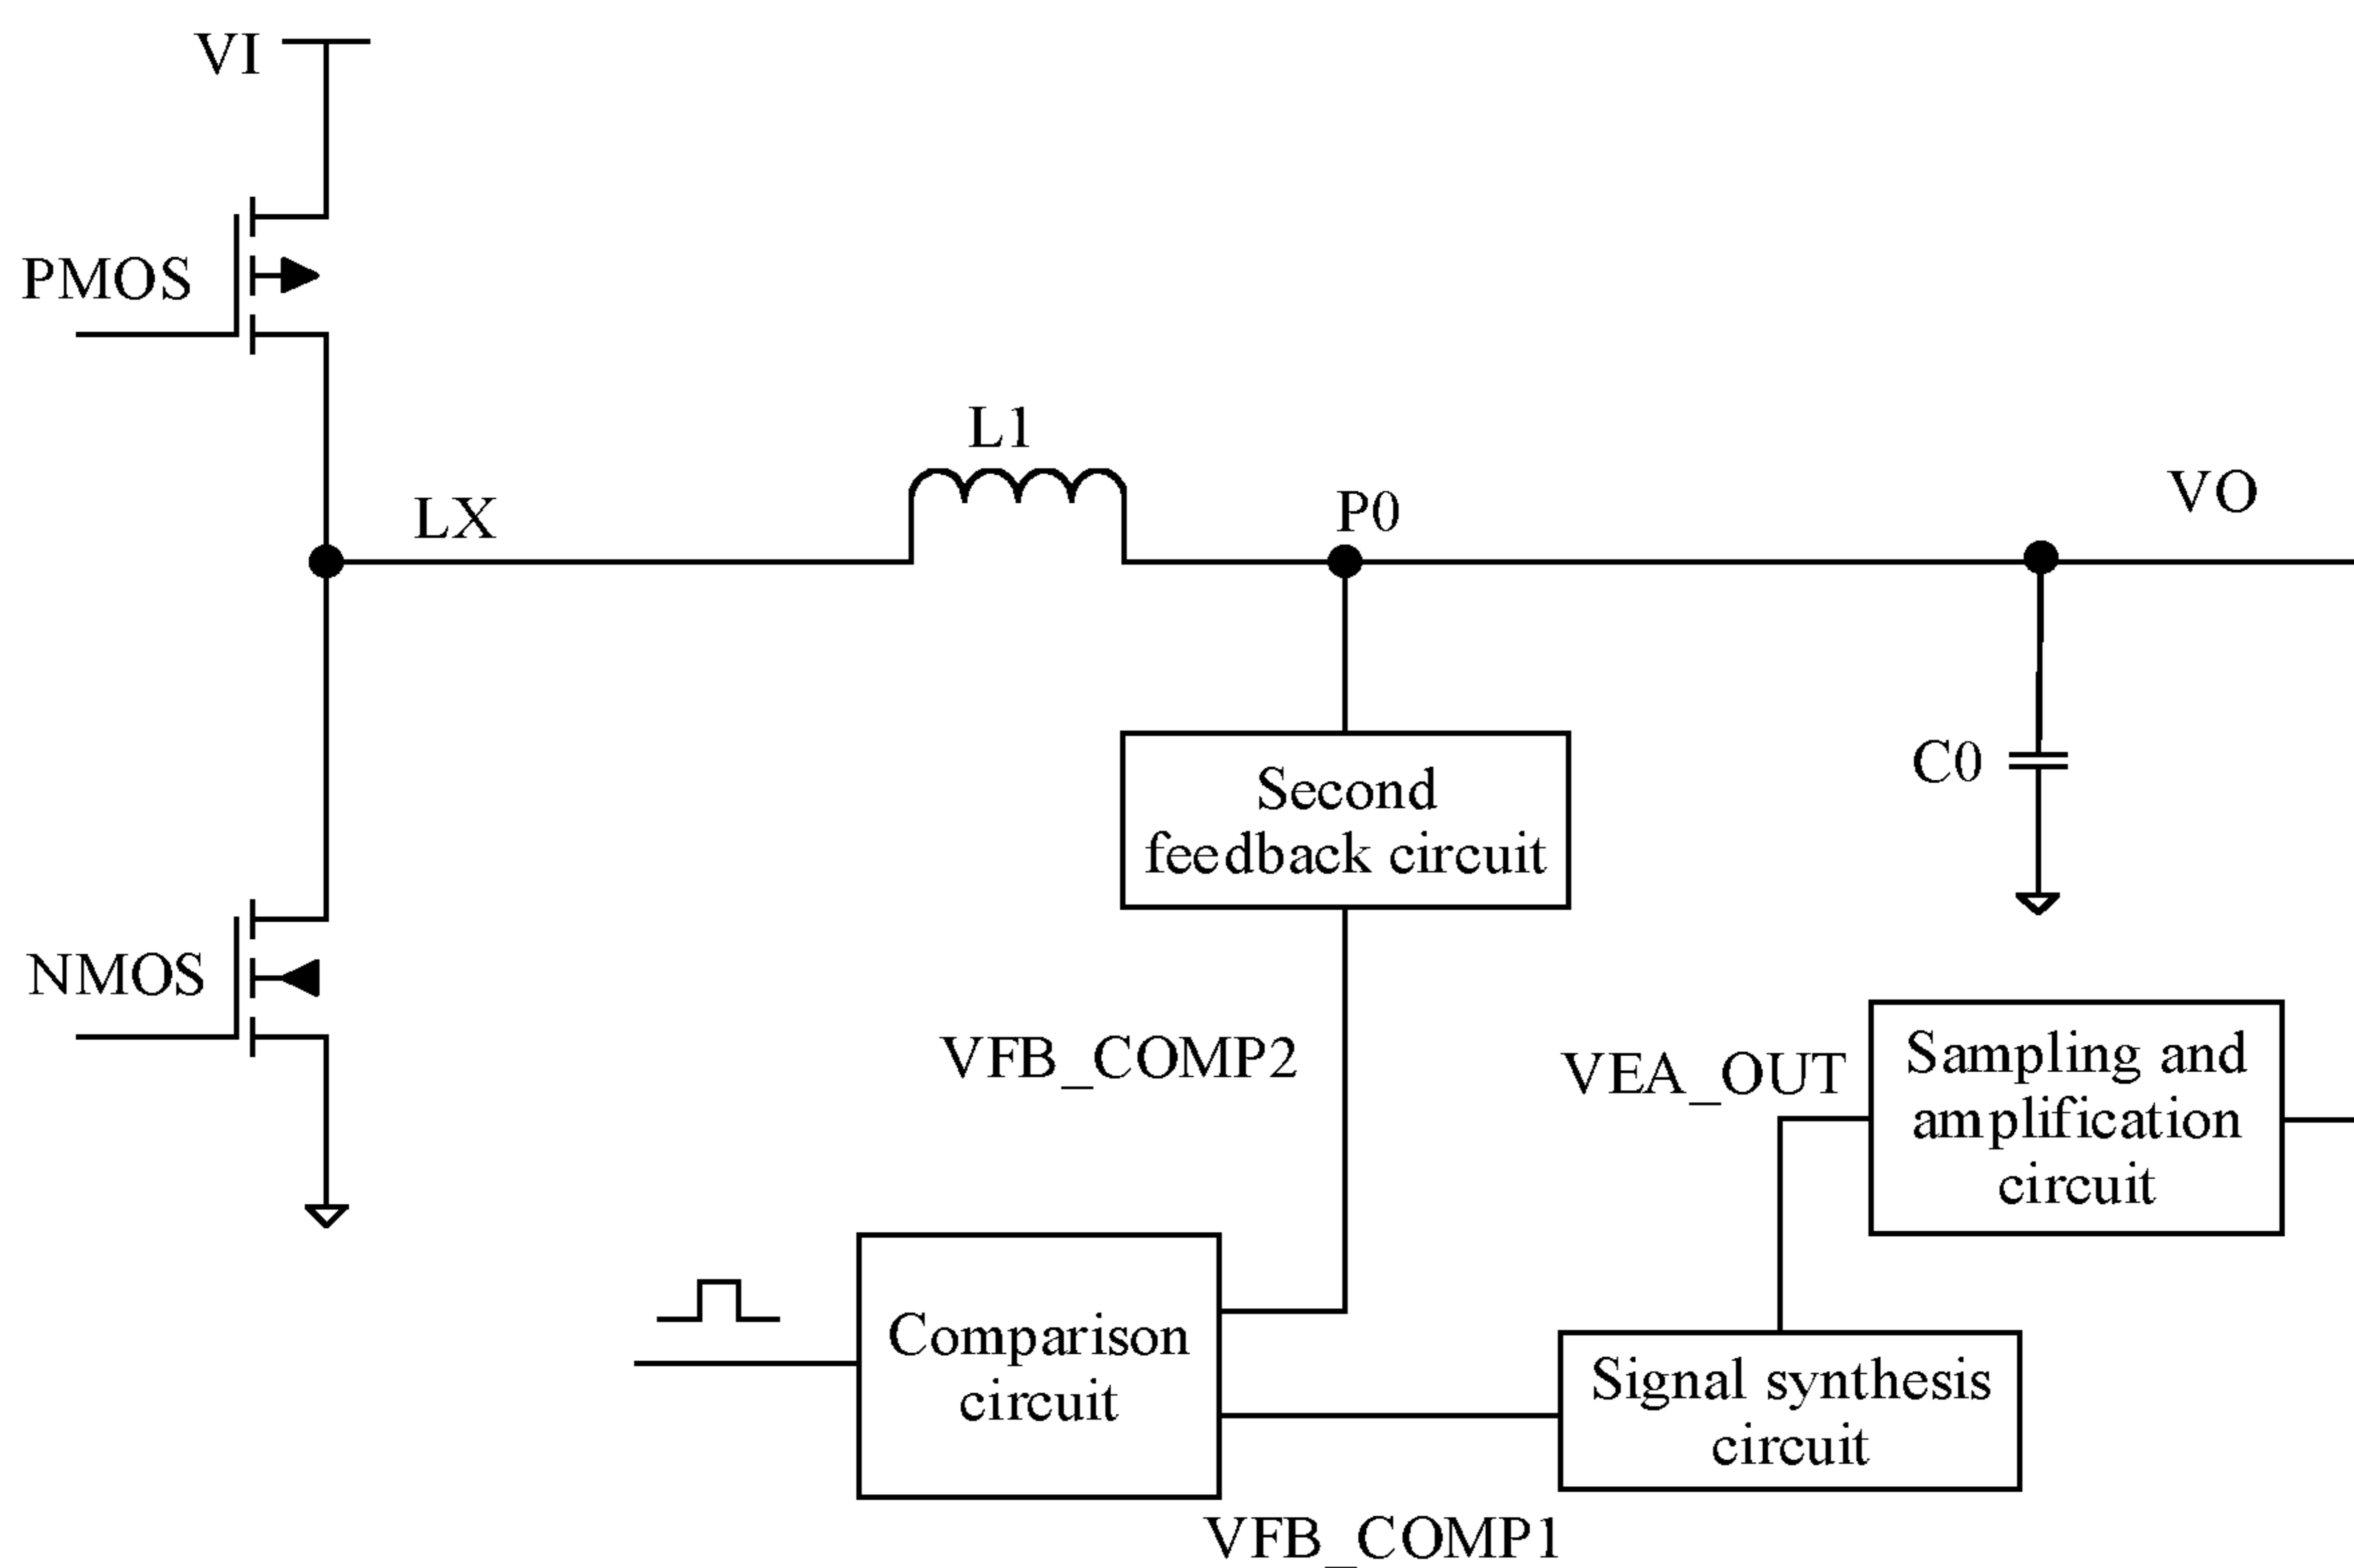 VI
PMOS
L1
LX
P0
VO
Second
feedback circuit
C0
NMOS
VFB_COMP2
VEA_OUT
Sampling and
amplification
circuit
Comparison
circuit
Signal synthesis
circuit
VFB_COMP1